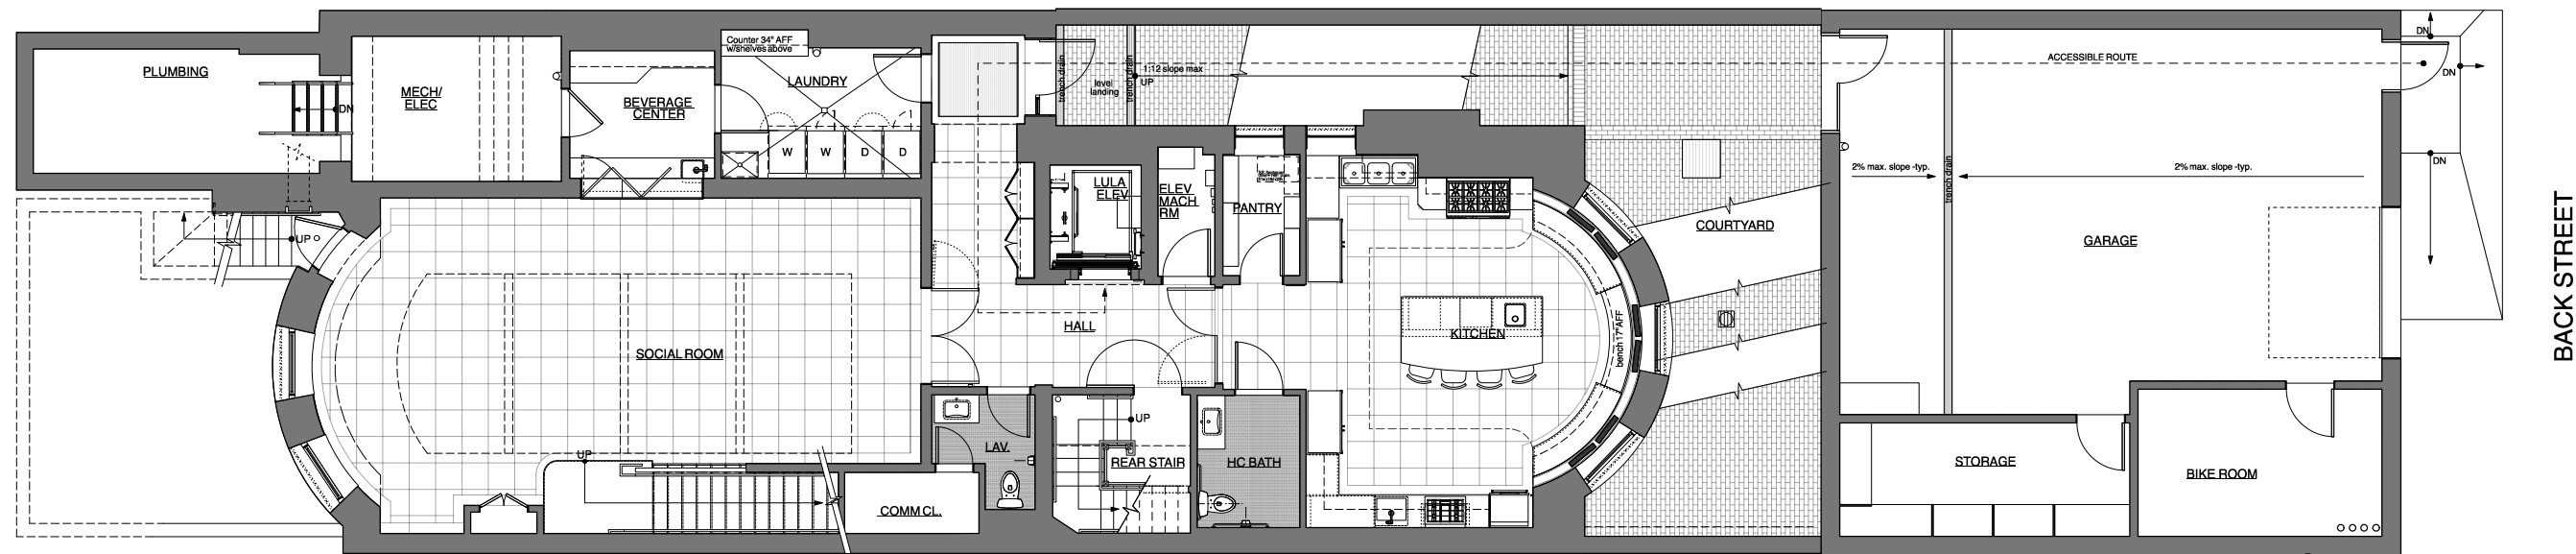 PLUMBING
DN
MECH/
ELEC
BEVERAGE
CENTER
Counter 34" AFF
w/shelves above
LAUNDRY
W
W
D
D
trench drain
level
landing
trench drain
1:12 slope max
UP
ACCESSIBLE ROUTE
DN
DN
DN
UP
LULA
ELEV
ELEV
MACH
RM
PANTRY
COURTYARD
2% max. slope -typ.
trench drain
2% max. slope -typ.
GARAGE
BACK STREET
SOCIAL ROOM
HALL
KITCHEN
bench 17"AFF
UP
LAV.
UP
REAR STAIR
HC BATH
COMM CL.
STORAGE
BIKE ROOM